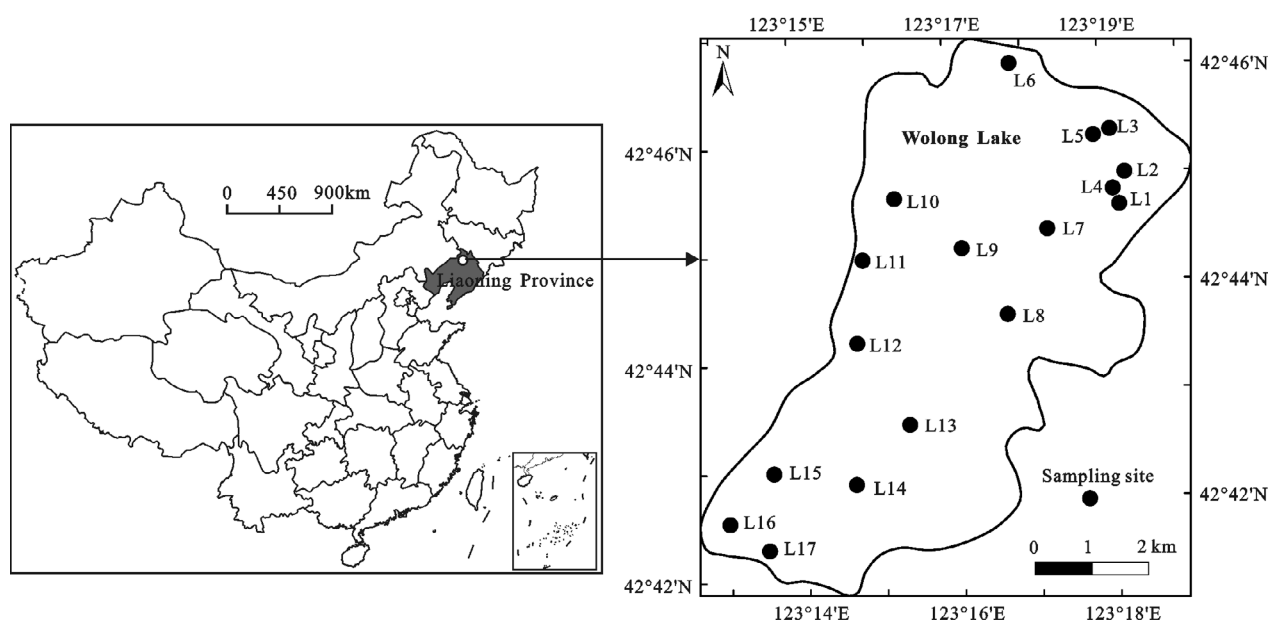 123°15'E 123°17'E 123°19'E
N
L6
42°46'N
Wolong Lake
L5
L3
42°46'N
L2
L4
L1
0 450 900km
L10
L7
L9
L11
Liaoning Province
42°44'N
L8
L12
42°44'N
L13
L15
Sampling site
L14
42°42'N
L16
L17
0 1 2 km
42°42'N
123°14'E 123°16'E 123°18'E